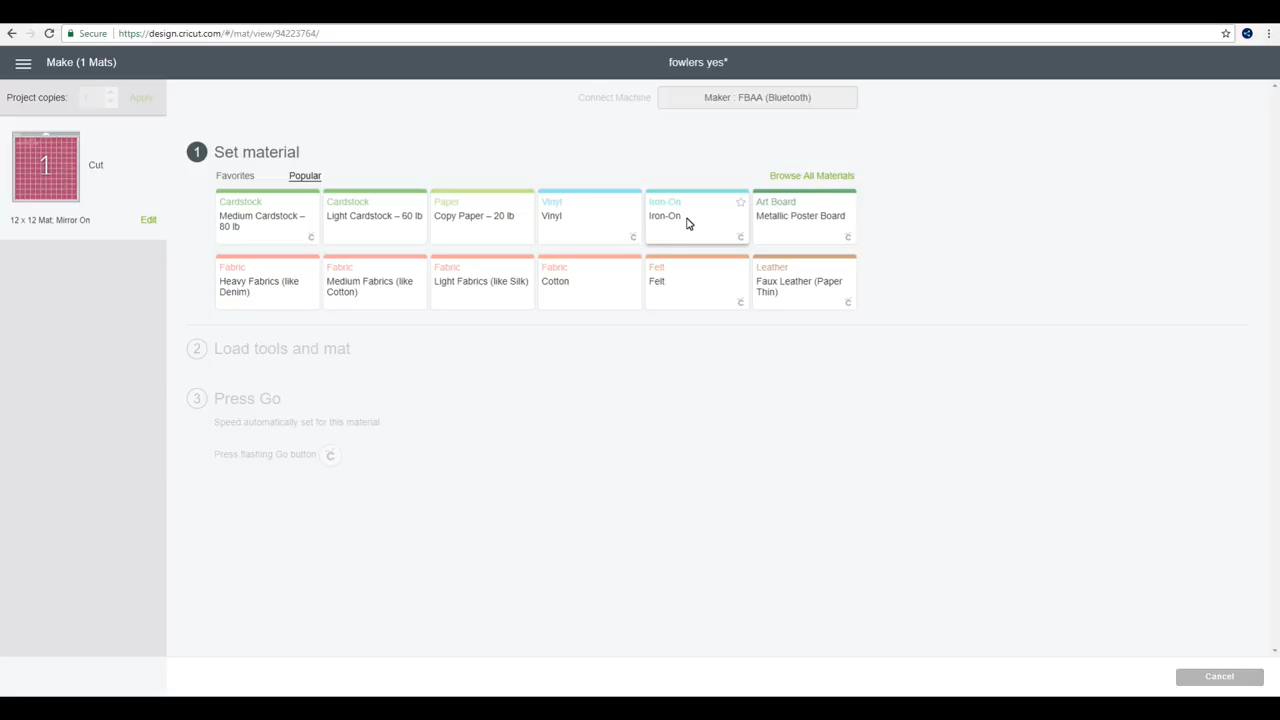 Secure
https://design.cricut.com/#/mat/view/94223764/
Make (1 Mats)
fowlers yes*
Project copies:
1
Apply
Connect Machine
Maker : FBAA (Bluetooth)
1
Cut
12 x 12 Mat; Mirror On
Edit
1 Set material
Favorites
Popular
Browse All Materials
Cardstock
Medium Cardstock –
80 lb
Cardstock
Light Cardstock – 60 lb
Paper
Copy Paper – 20 lb
Vinyl
Vinyl
Iron-On
Iron-On
Art Board
Metallic Poster Board
Fabric
Heavy Fabrics (like
Denim)
Fabric
Medium Fabrics (like
Cotton)
Fabric
Light Fabrics (like Silk)
Fabric
Cotton
Felt
Felt
Leather
Faux Leather (Paper
Thin)
2 Load tools and mat
3 Press Go
Speed automatically set for this material
Press flashing Go button
Cancel